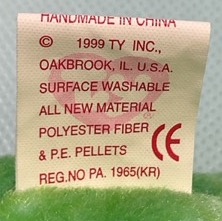 HANDMADE IN CHINA
© 1999 TY INC.,
OAKBROOK, IL. U.S.A.
SURFACE WASHABLE
ALL NEW MATERIAL
POLYESTER FIBER
& P.E. PELLETS CE
REG.NO PA. 1965(KR)